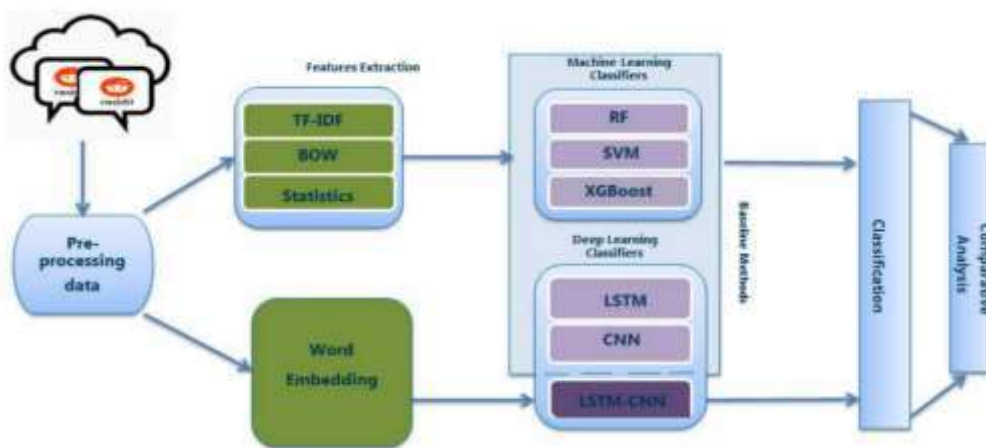 reddit
Features Extraction
TF-IDF
BOW
Statistics
Pre-
processing
data
Word
Embedding
Machine Learning
Classifiers
RF
SVM
XGBoost
Deep Learning
Classifiers
LSTM
CNN
LSTM-CNN
Baseline Methods
Classification
Comparative
Analysis